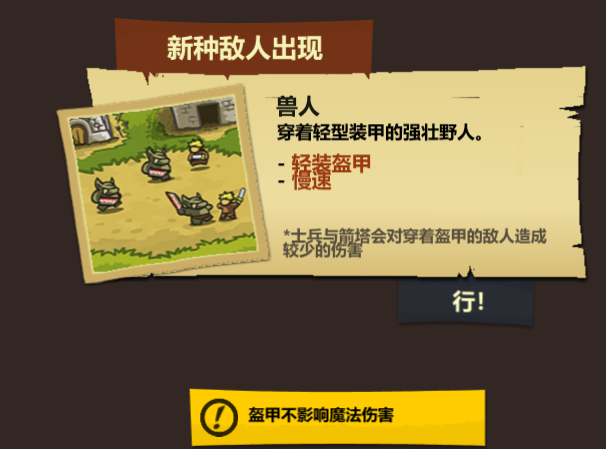 新种敌人出现
兽人
穿着轻型装甲的强壮野人。
- 轻装盔甲
- 慢速
*士兵与箭塔会对穿着盔甲的敌人造成
较少的伤害
行!
盔甲不影响魔法伤害